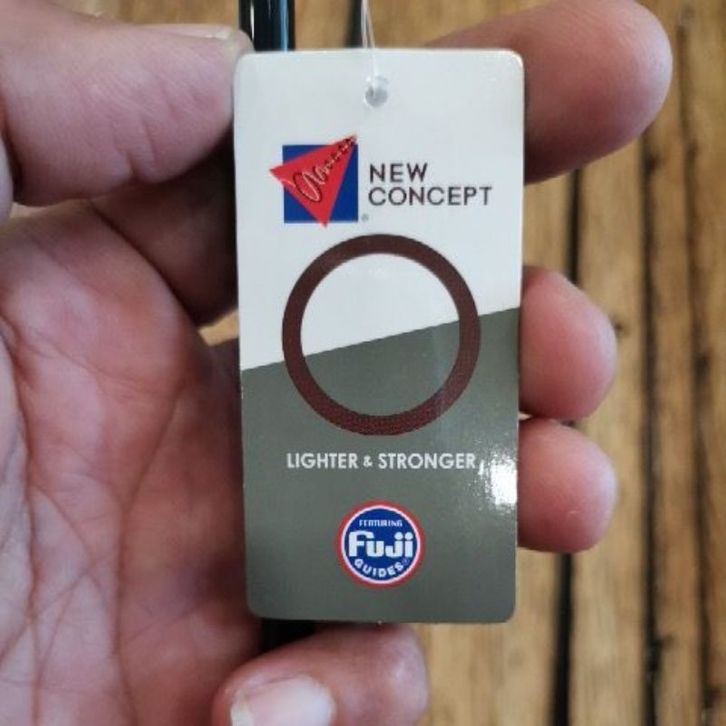 NEW
CONCEPT
LIGHTER & STRONGER
FEATURING
Fuji
GUIDES